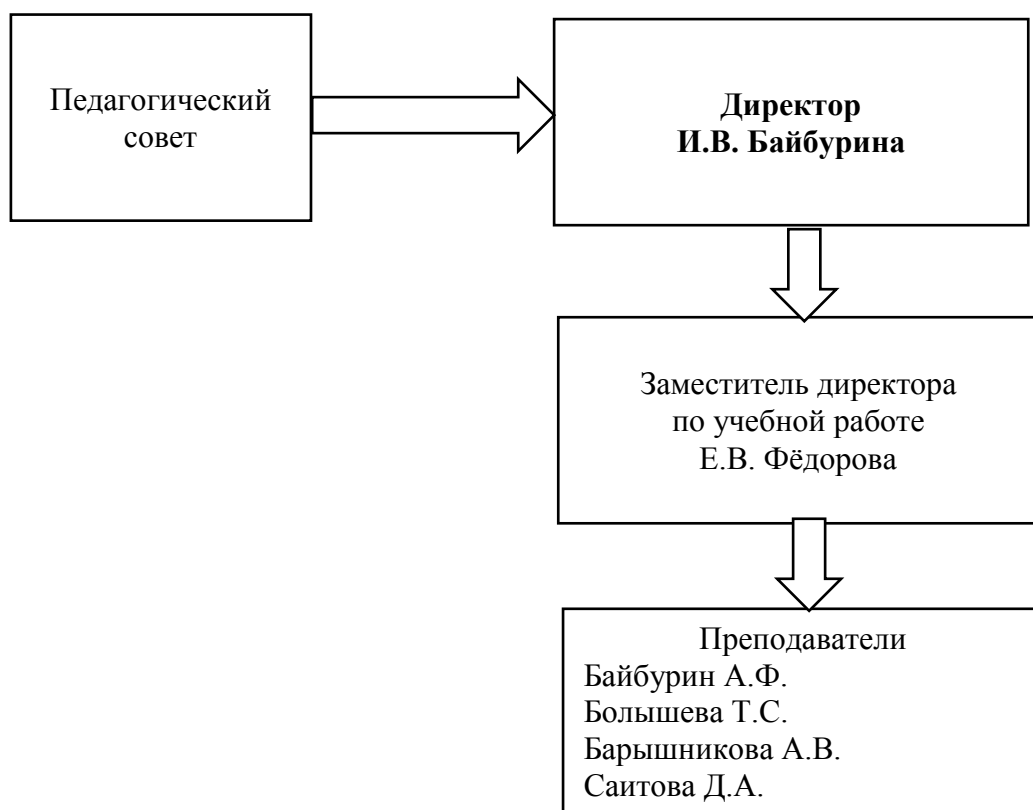 Педагогический
совет
Директор
И.В. Байбурина
Заместитель директора
по учебной работе
Е.В. Фёдорова
Преподаватели
Байбурин А.Ф.
Болышева Т.С.
Барышникова А.В.
Саитова Д.А.